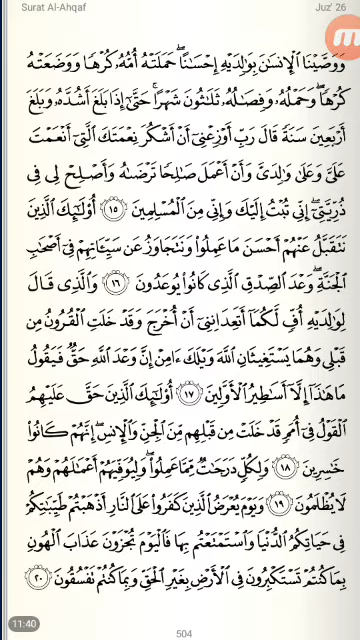 Surat Al-Ahqaf Juz' 26
وَوَصَّيْنَا ٱلْإِنسَٰنَ بِوَٰلِدَيْهِ إِحْسَٰنًا ۖ حَمَلَتْهُ أُمُّهُۥ كُرْهًا وَوَضَعَتْهُ
كُرْهًا ۖ وَحَمْلُهُۥ وَفِصَٰلُهُۥ ثَلَٰثُونَ شَهْرًا ۚ حَتَّىٰٓ إِذَا بَلَغَ أَشُدَّهُۥ وَبَلَغَ
أَرْبَعِينَ سَنَةً قَالَ رَبِّ أَوْزِعْنِىٓ أَنْ أَشْكُرَ نِعْمَتَكَ ٱلَّتِىٓ أَنْعَمْتَ
عَلَىَّ وَعَلَىٰ وَٰلِدَىَّ وَأَنْ أَعْمَلَ صَٰلِحًا تَرْضَىٰهُ وَأَصْلِحْ لِى فِى
ذُرِّيَّتِىٓ ۖ إِنِّى تُبْتُ إِلَيْكَ وَإِنِّى مِنَ ٱلْمُسْلِمِينَ ١٥ أُو۟لَٰٓئِكَ ٱلَّذِينَ
نَتَقَبَّلُ عَنْهُمْ أَحْسَنَ مَا عَمِلُوا۟ وَنَتَجَاوَزُ عَن سَيِّـَٔاتِهِمْ فِىٓ أَصْحَٰبِ
ٱلْجَنَّةِ ۖ وَعْدَ ٱلصِّدْقِ ٱلَّذِى كَانُوا۟ يُوعَدُونَ ١٦ وَٱلَّذِى قَالَ
لِوَٰلِدَيْهِ أُفٍّ لَّكُمَآ أَتَعِدَانِنِىٓ أَنْ أُخْرَجَ وَقَدْ خَلَتِ ٱلْقُرُونُ مِن
قَبْلِى وَهُمَا يَسْتَغِيثَانِ ٱللَّهَ وَيْلَكَ ءَامِنْ إِنَّ وَعْدَ ٱللَّهِ حَقٌّ فَيَقُولُ
مَا هَٰذَآ إِلَّآ أَسَٰطِيرُ ٱلْأَوَّلِينَ ١٧ أُو۟لَٰٓئِكَ ٱلَّذِينَ حَقَّ عَلَيْهِمُ
ٱلْقَوْلُ فِىٓ أُمَمٍ قَدْ خَلَتْ مِن قَبْلِهِم مِّنَ ٱلْجِنِّ وَٱلْإِنسِ ۖ إِنَّهُمْ كَانُوا۟
خَٰسِرِينَ ١٨ وَلِكُلٍّ دَرَجَٰتٌ مِّمَّا عَمِلُوا۟ ۖ وَلِيُوَفِّيَهُمْ أَعْمَٰلَهُمْ وَهُمْ
لَا يُظْلَمُونَ ١٩ وَيَوْمَ يُعْرَضُ ٱلَّذِينَ كَفَرُوا۟ عَلَى ٱلنَّارِ أَذْهَبْتُمْ طَيِّبَٰتِكُمْ
فِى حَيَاتِكُمُ ٱلدُّنْيَا وَٱسْتَمْتَعْتُم بِهَا فَٱلْيَوْمَ تُجْزَوْنَ عَذَابَ ٱلْهُونِ
بِمَا كُنتُمْ تَسْتَكْبِرُونَ فِى ٱلْأَرْضِ بِغَيْرِ ٱلْحَقِّ وَبِمَا كُنتُمْ تَفْسُقُونَ ٢٠
11:40
504